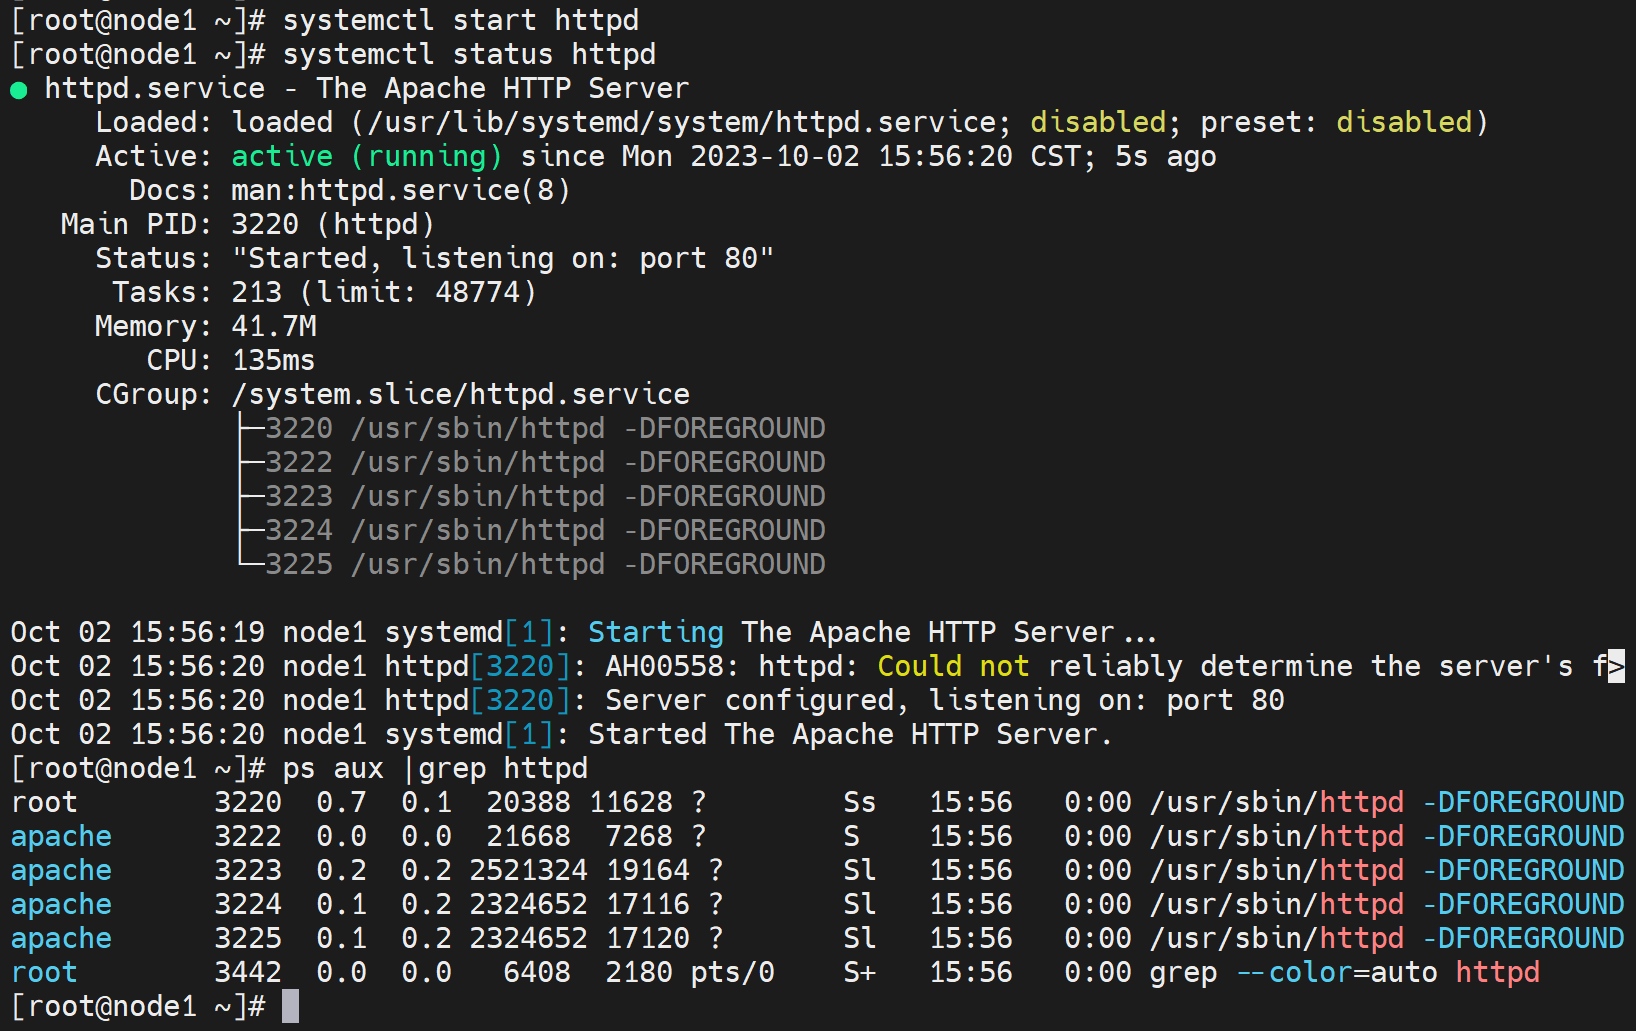 [root@node1 ~]# systemctl start httpd
[root@node1 ~]# systemctl status httpd
● httpd.service - The Apache HTTP Server
     Loaded: loaded (/usr/lib/systemd/system/httpd.service; disabled; preset: disabled)
     Active: active (running) since Mon 2023-10-02 15:56:20 CST; 5s ago
       Docs: man:httpd.service(8)
   Main PID: 3220 (httpd)
     Status: "Started, listening on: port 80"
      Tasks: 213 (limit: 48774)
     Memory: 41.7M
        CPU: 135ms
     CGroup: /system.slice/httpd.service
             ├─3220 /usr/sbin/httpd -DFOREGROUND
             ├─3222 /usr/sbin/httpd -DFOREGROUND
             ├─3223 /usr/sbin/httpd -DFOREGROUND
             ├─3224 /usr/sbin/httpd -DFOREGROUND
             └─3225 /usr/sbin/httpd -DFOREGROUND
Oct 02 15:56:19 node1 systemd[1]: Starting The Apache HTTP Server...
Oct 02 15:56:20 node1 httpd[3220]: AH00558: httpd: Could not reliably determine the server's f>
Oct 02 15:56:20 node1 httpd[3220]: Server configured, listening on: port 80
Oct 02 15:56:20 node1 systemd[1]: Started The Apache HTTP Server.
[root@node1 ~]# ps aux |grep httpd
root        3220  0.7  0.1  20388 11628 ?        Ss   15:56   0:00 /usr/sbin/httpd -DFOREGROUND
apache      3222  0.0  0.0  21668  7268 ?        S    15:56   0:00 /usr/sbin/httpd -DFOREGROUND
apache      3223  0.2  0.2 2521324 19164 ?       Sl   15:56   0:00 /usr/sbin/httpd -DFOREGROUND
apache      3224  0.1  0.2 2324652 17116 ?       Sl   15:56   0:00 /usr/sbin/httpd -DFOREGROUND
apache      3225  0.1  0.2 2324652 17120 ?       Sl   15:56   0:00 /usr/sbin/httpd -DFOREGROUND
root        3442  0.0  0.0   6408  2180 pts/0    S+   15:56   0:00 grep --color=auto httpd
[root@node1 ~]#